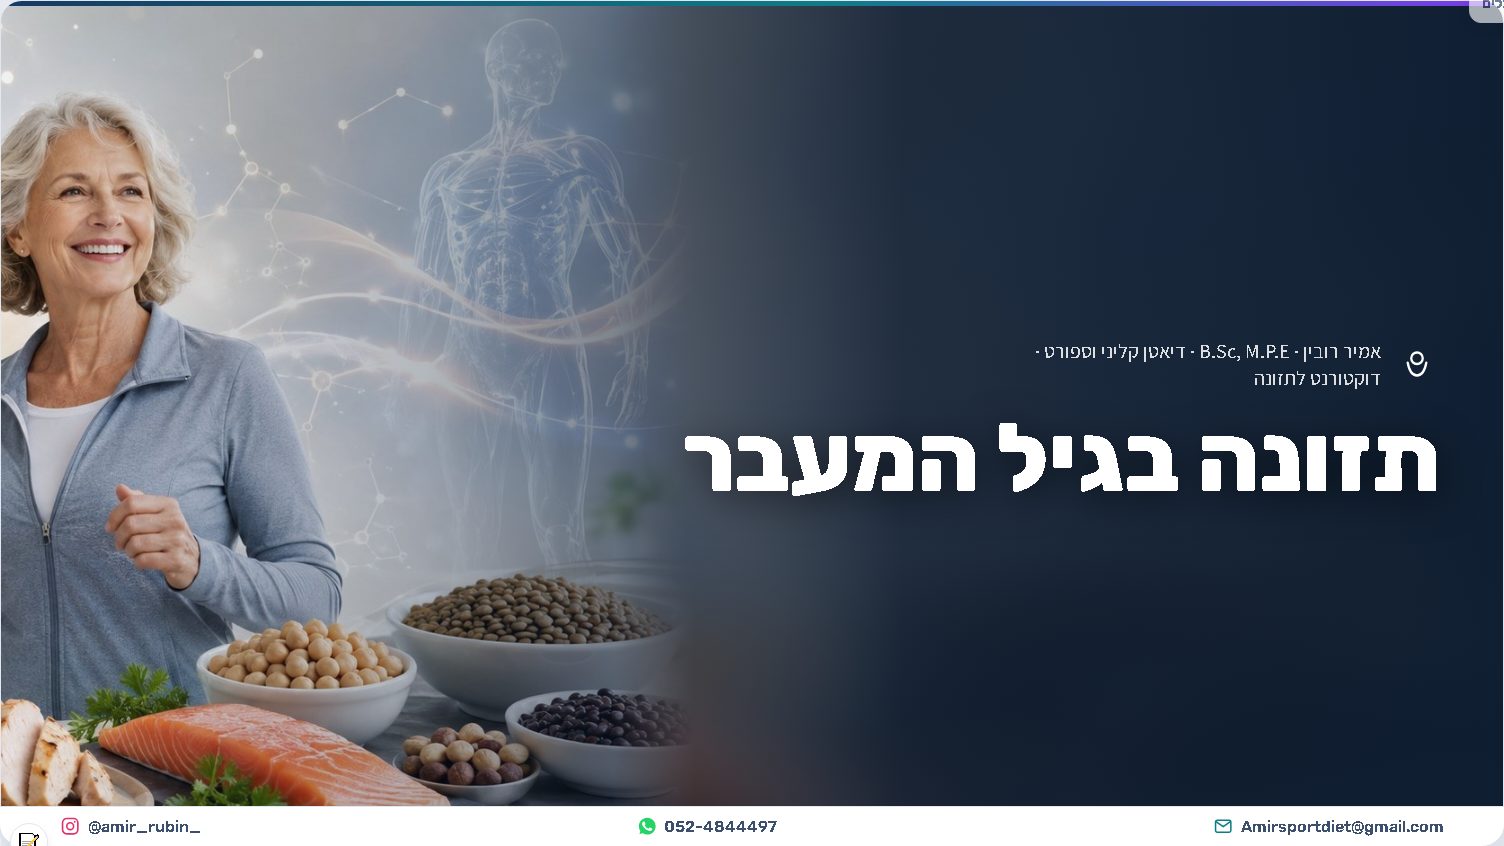 אמיר רובין · B.Sc, M.P.E · דיאטן קליני וספורט ·
דוקטורנט לתזונה
תזונה בגיל המעבר
@amir_rubin_
052-4844497
Amirsportdiet@gmail.com